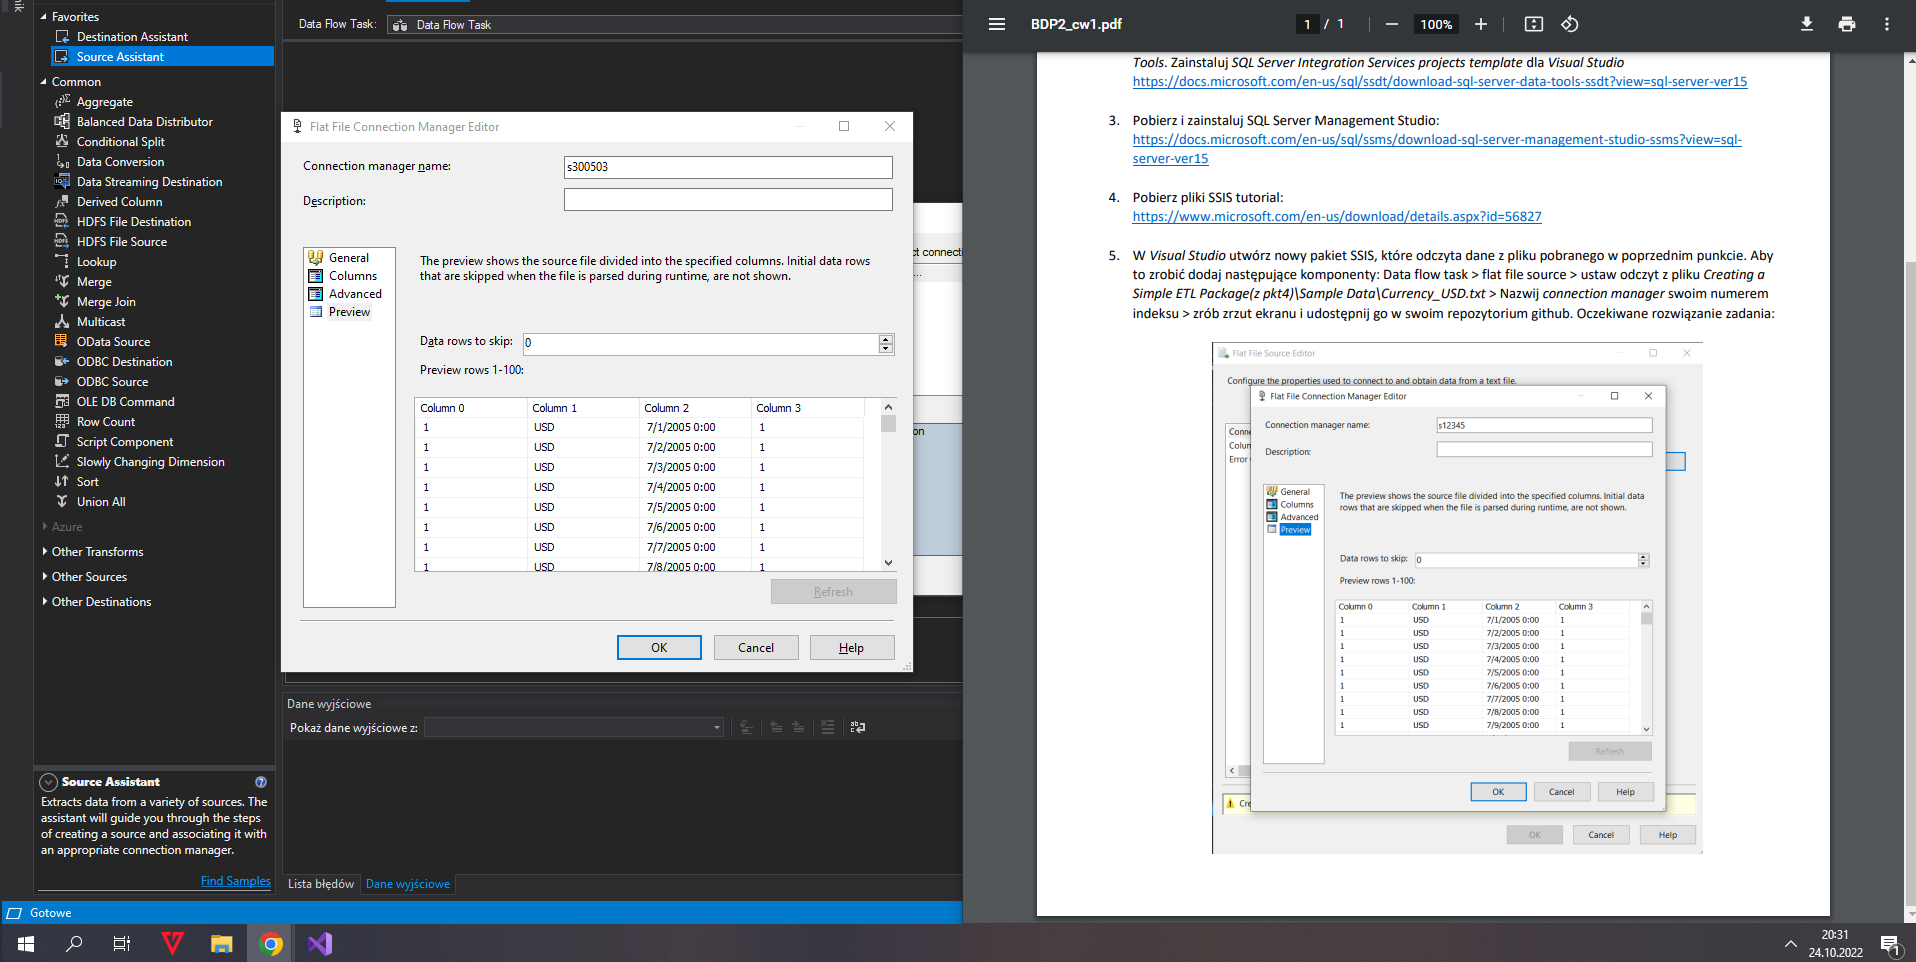 Favorites
Destination Assistant
Source Assistant
Common
Aggregate
Balanced Data Distributor
Conditional Split
Data Conversion
Data Streaming Destination
Derived Column
HDFS File Destination
HDFS File Source
Lookup
Merge
Merge Join
Multicast
OData Source
ODBC Destination
ODBC Source
OLE DB Command
Row Count
Script Component
Slowly Changing Dimension
Sort
Union All
Azure
Other Transforms
Other Sources
Other Destinations
Source Assistant
Extracts data from a variety of sources. The
assistant will guide you through the steps
of creating a source and associating it with
an appropriate connection manager.
Find Samples
Data Flow Task:
Data Flow Task
Flat File Connection Manager Editor
Connection manager name:
s300503
Description:
General
Columns
Advanced
Preview
The preview shows the source file divided into the specified columns. Initial data rows
that are skipped when the file is parsed during runtime, are not shown.
Data rows to skip:
0
Preview rows 1-100:
Column 0 Column 1 Column 2 Column 3
1 USD 7/1/2005 0:00 1
1 USD 7/2/2005 0:00 1
1 USD 7/3/2005 0:00 1
1 USD 7/4/2005 0:00 1
1 USD 7/5/2005 0:00 1
1 USD 7/6/2005 0:00 1
1 USD 7/7/2005 0:00 1
1 USD 7/8/2005 0:00 1
Refresh
OK Cancel Help
Dane wyjściowe
Pokaż dane wyjściowe z:
Lista błędów Dane wyjściowe
Gotowe
BDP2_cw1.pdf
1 / 1
100%
Tools. Zainstaluj SQL Server Integration Services projects template dla Visual Studio
https://docs.microsoft.com/en-us/sql/ssdt/download-sql-server-data-tools-ssdt?view=sql-server-ver15
3. Pobierz i zainstaluj SQL Server Management Studio:
https://docs.microsoft.com/en-us/sql/ssms/download-sql-server-management-studio-ssms?view=sql-
server-ver15
4. Pobierz pliki SSIS tutorial:
https://www.microsoft.com/en-us/download/details.aspx?id=56827
5. W Visual Studio utwórz nowy pakiet SSIS, które odczyta dane z pliku pobranego w poprzednim punkcie. Aby
to zrobić dodaj następujące komponenty: Data flow task > flat file source > ustaw odczyt z pliku Creating a
Simple ETL Package(z pkt4)\Sample Data\Currency_USD.txt > Nazwij connection manager swoim numerem
indeksu > zrób zrzut ekranu i udostępnij go w swoim repozytorium github. Oczekiwane rozwiązanie zadania:
Flat File Source Editor
Configure the properties used to connect to and obtain data from a text file.
Flat File Connection Manager Editor
Connection manager name:
s12345
Description:
General
Columns
Advanced
Preview
The preview shows the source file divided into the specified columns. Initial data
rows that are skipped when the file is parsed during runtime, are not shown.
Data rows to skip:
0
Preview rows 1-100:
Column 0 Column 1 Column 2 Column 3
1 USD 7/1/2005 0:00 1
1 USD 7/2/2005 0:00 1
1 USD 7/3/2005 0:00 1
1 USD 7/4/2005 0:00 1
1 USD 7/5/2005 0:00 1
1 USD 7/6/2005 0:00 1
1 USD 7/7/2005 0:00 1
1 USD 7/8/2005 0:00 1
1 USD 7/9/2005 0:00 1
Refresh
OK Cancel Help
OK Cancel Help
20:31
24.10.2022
1